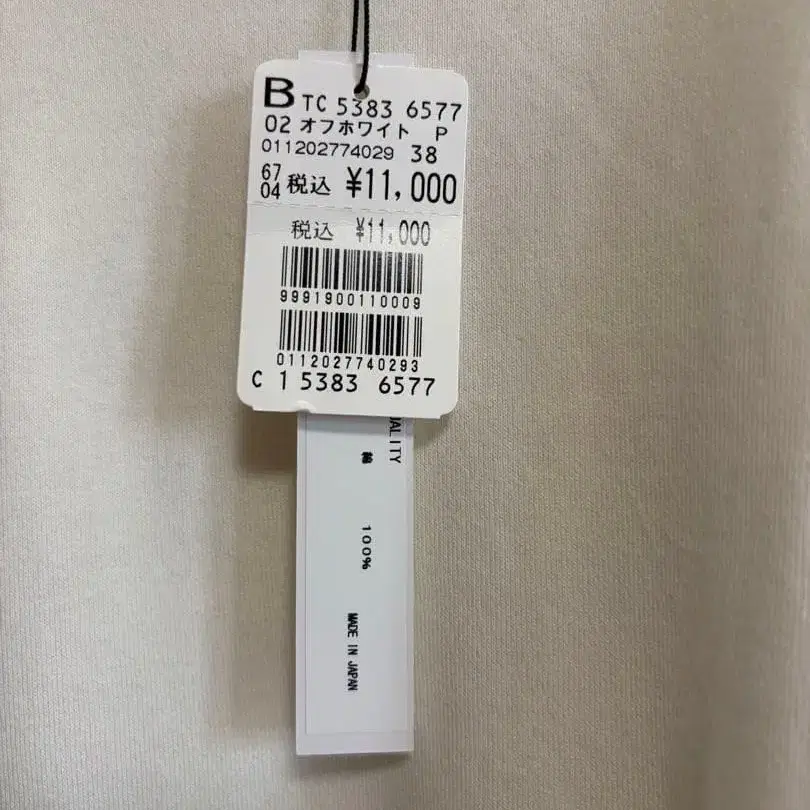 B TC 5383 6577
02 オフホワイト P
011202774029 38
67
04 税込 ¥11,000
税込 ¥11,000
9991900110009
0112027740293
C 1 5383 6577
UALITY
綿
100%
MADE IN JAPAN